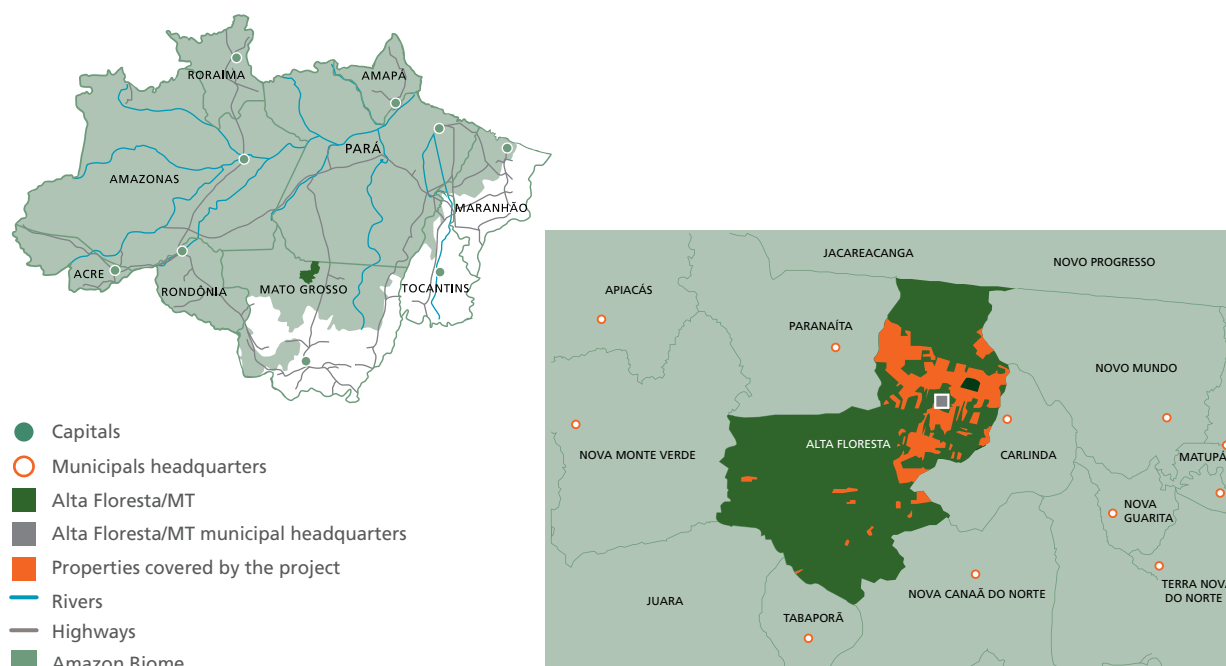 RORAIMA
AMAPÁ
PARÁ
AMAZONAS
MARANHÃO
ACRE
RONDÔNIA
MATO GROSSO
TOCANTINS
Capitals
Municipals headquarters
Alta Floresta/MT
Alta Floresta/MT municipal headquarters
Properties covered by the project
Rivers
Highways
Amazon Biome
JACAREACANGA
NOVO PROGRESSO
APIACÁS
PARANAÍTA
NOVO MUNDO
ALTA FLORESTA
NOVA MONTE VERDE
CARLINDA
MATUPÁ
NOVA
GUARITA
TERRA NOVA
DO NORTE
NOVA CANAÃ DO NORTE
JUARA
TABAPORÃ